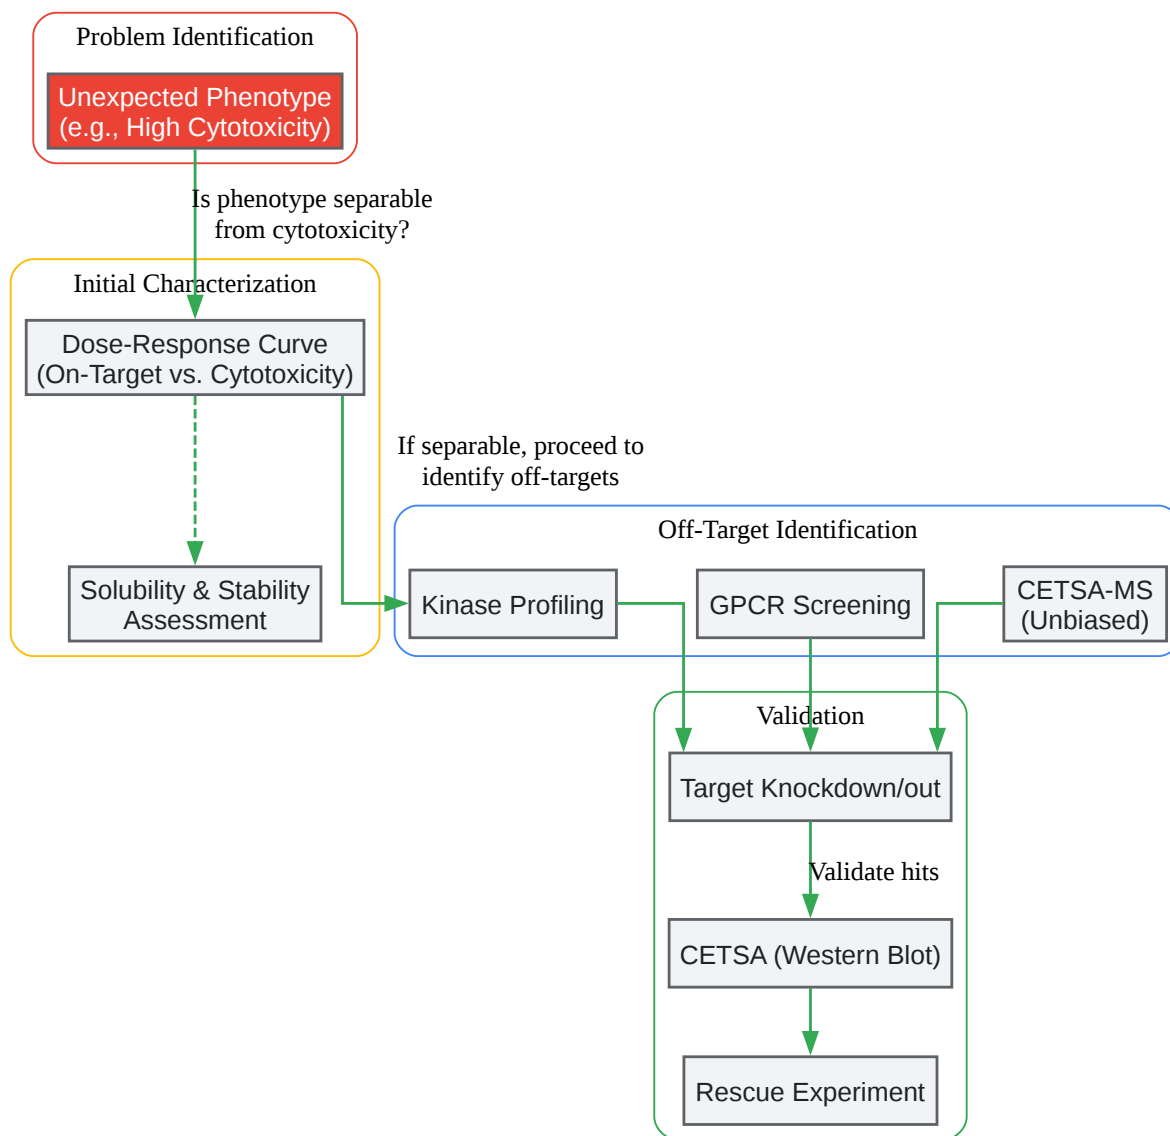 Problem Identification
Unexpected Phenotype
(e.g., High Cytotoxicity)
Is phenotype separable
from cytotoxicity?
Initial Characterization
Dose-Response Curve
(On-Target vs. Cytotoxicity)
If separable, proceed to
identify off-targets
Off-Target Identification
Solubility & Stability
Assessment
Kinase Profiling
GPCR Screening
CETSA-MS
(Unbiased)
Validation
Target Knockdown/out
Validate hits
CETSA (Western Blot)
Rescue Experiment